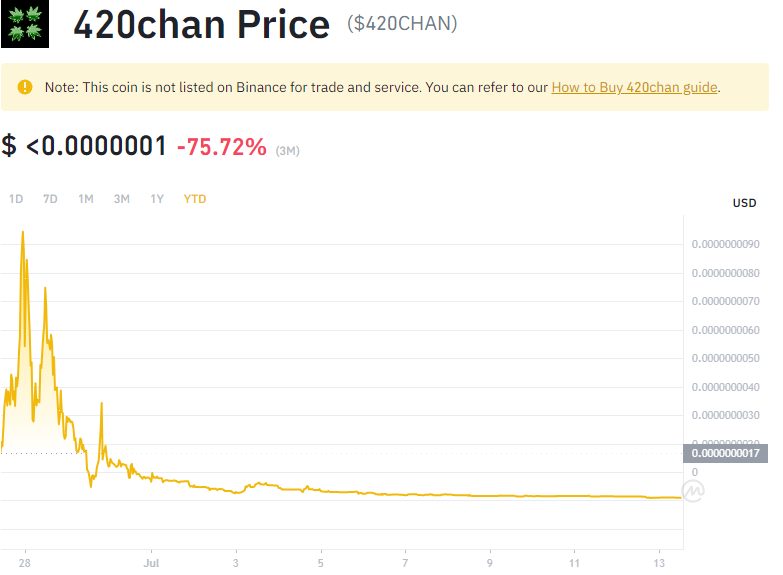 420chan Price ($420CHAN)
Note: This coin is not listed on Binance for trade and service. You can refer to our How to Buy 420chan guide.
$ <0.0000001 -75.72% (3M)
1D 7D 1M 3M 1Y YTD
USD
0.0000000090
0.0000000080
0.0000000070
0.0000000060
0.0000000050
0.0000000040
0.0000000030
0.0000000020
0.0000000017
0
28 Jul 3 5 7 9 11 13